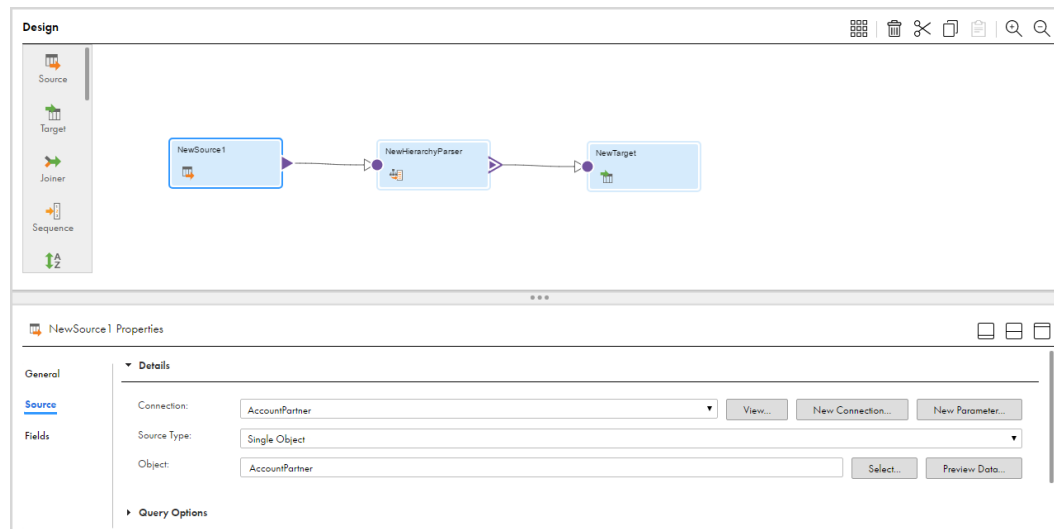 Design
Source
Target
Joiner
Sequence
A
Z
NewSource1
NewHierarchyParser
NewTarget
NewSource1 Properties
General
Source
Fields
Details
Connection: AccountPartner View... New Connection... New Parameter...
Source Type: Single Object
Object: AccountPartner Select... Preview Data...
Query Options